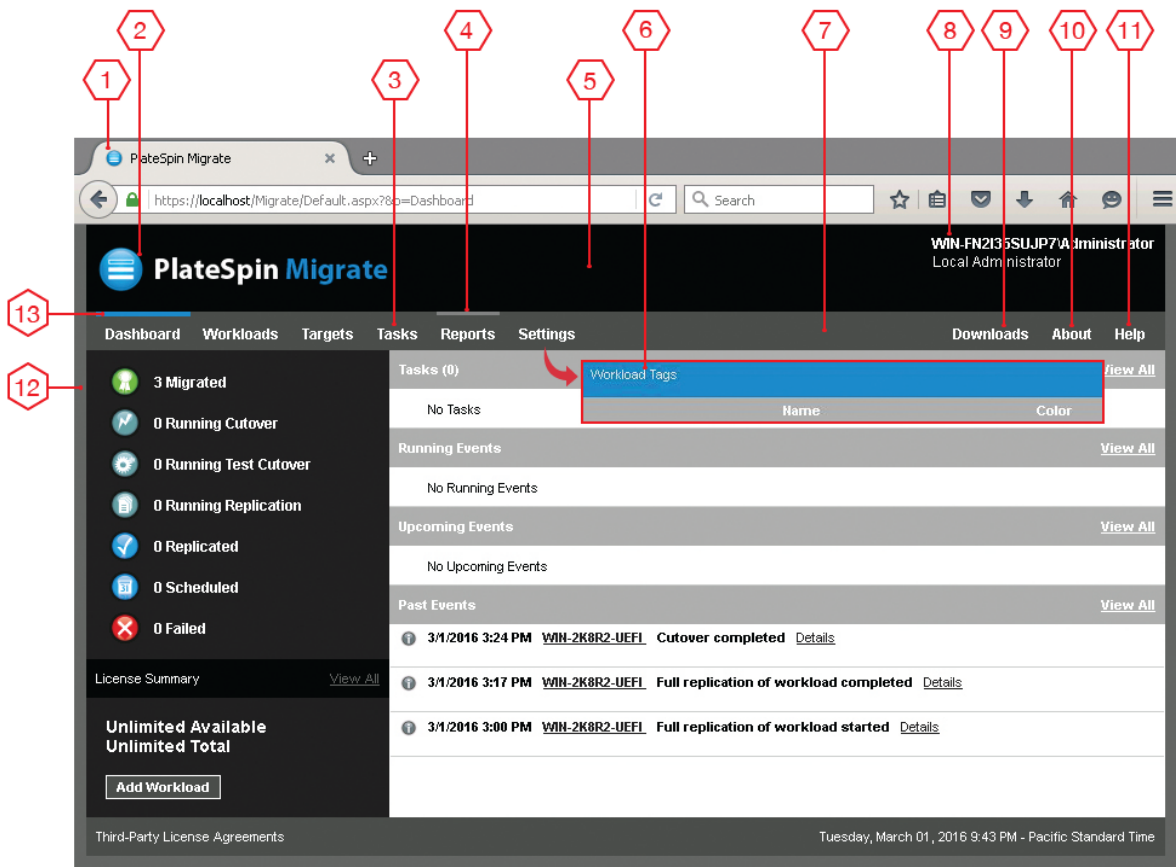 2
4
6
7
8
9
10
11
1
3
5
PlateSpin Migrate
https://localhost/Migrate/Default.aspx?&p=Dashboard
Search
PlateSpin Migrate
WIN-FN2I35SUJP7\Administrator
Local Administrator
13
Dashboard Workloads Targets Tasks Reports Settings Downloads About Help
12
3 Migrated
0 Running Cutover
0 Running Test Cutover
0 Running Replication
0 Replicated
31
0 Scheduled
0 Failed
License Summary View All
Unlimited Available
Unlimited Total
Add Workload
Tasks (0) View All
Workload Tags
Name Color
No Tasks
Running Events View All
No Running Events
Upcoming Events View All
No Upcoming Events
Past Events View All
3/1/2016 3:24 PM WIN-2K8R2-UEFI Cutover completed Details
3/1/2016 3:17 PM WIN-2K8R2-UEFI Full replication of workload completed Details
3/1/2016 3:00 PM WIN-2K8R2-UEFI Full replication of workload started Details
Third-Party License Agreements Tuesday, March 01, 2016 9:43 PM - Pacific Standard Time